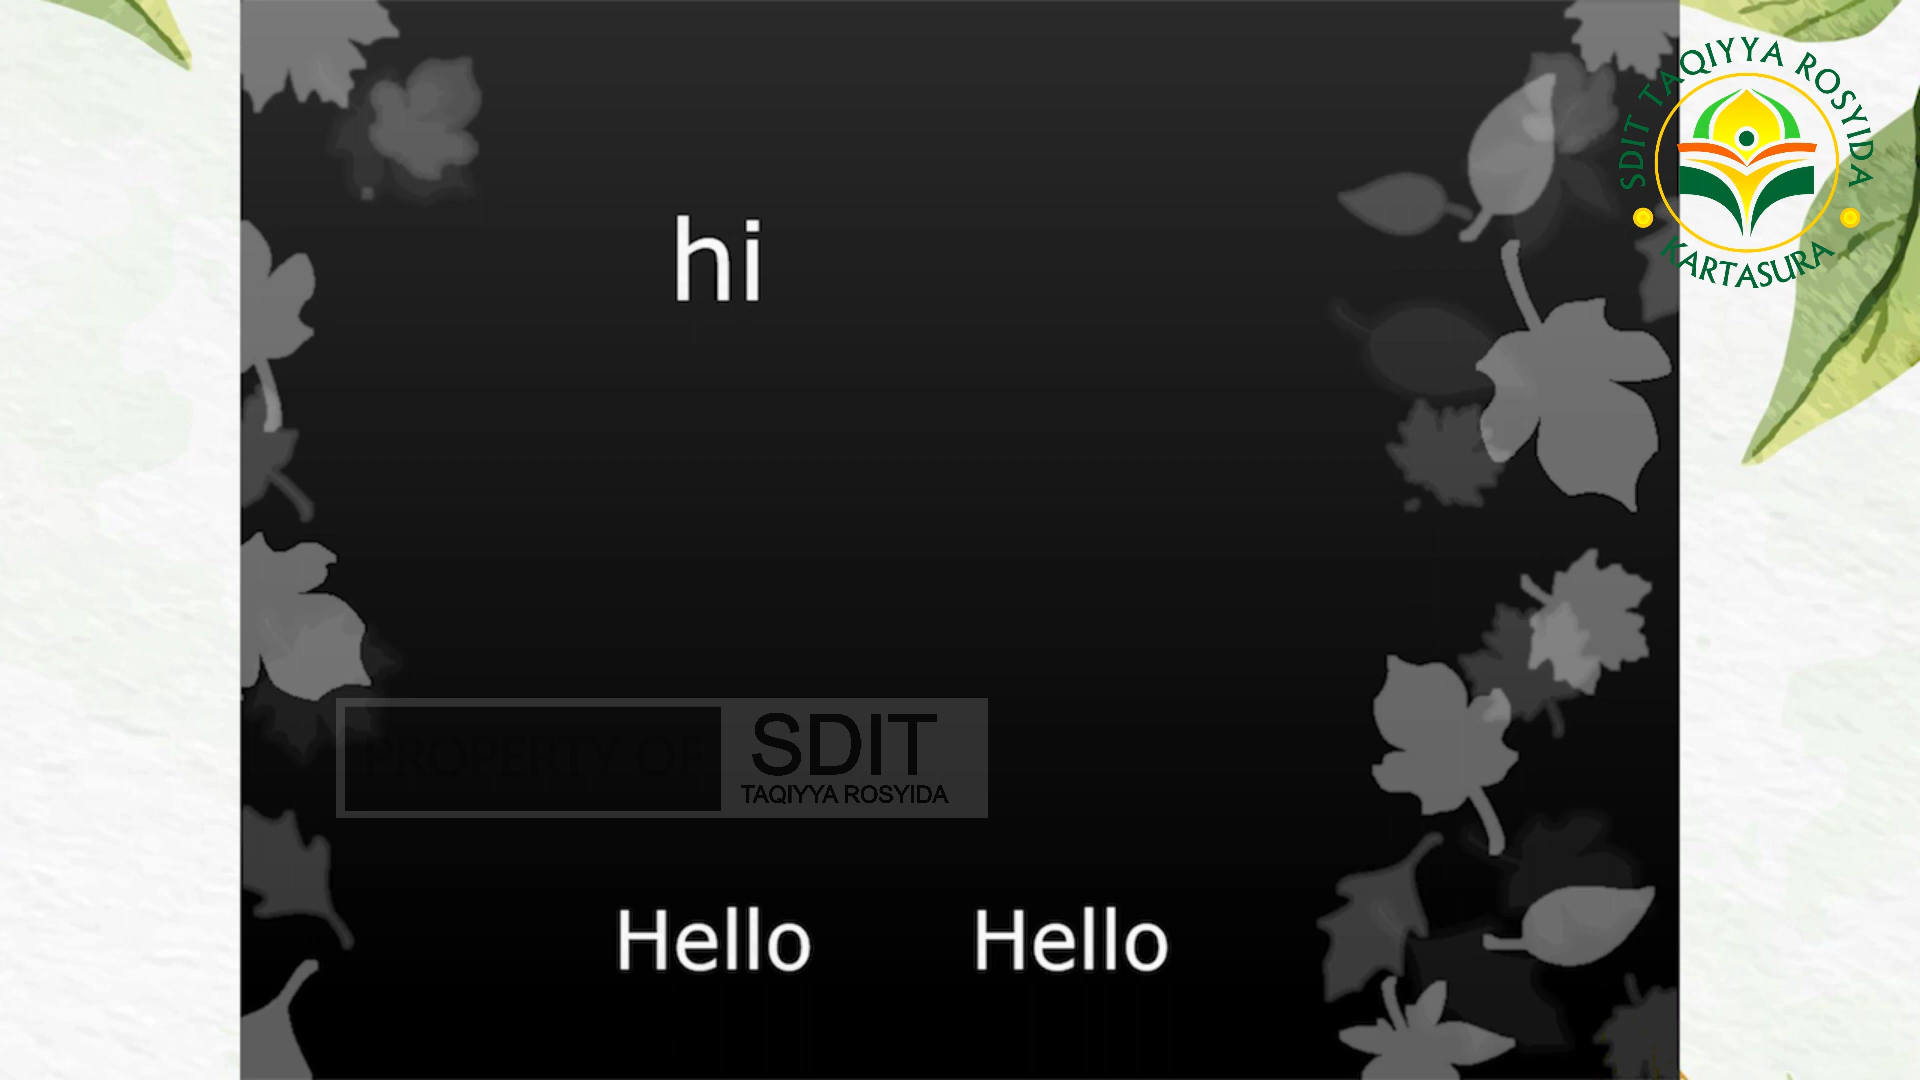 SDIT TAQIYYA ROSYIDA
KARTASURA
hi
PROPERTY OF
SDIT
TAQIYYA ROSYIDA
Hello Hello